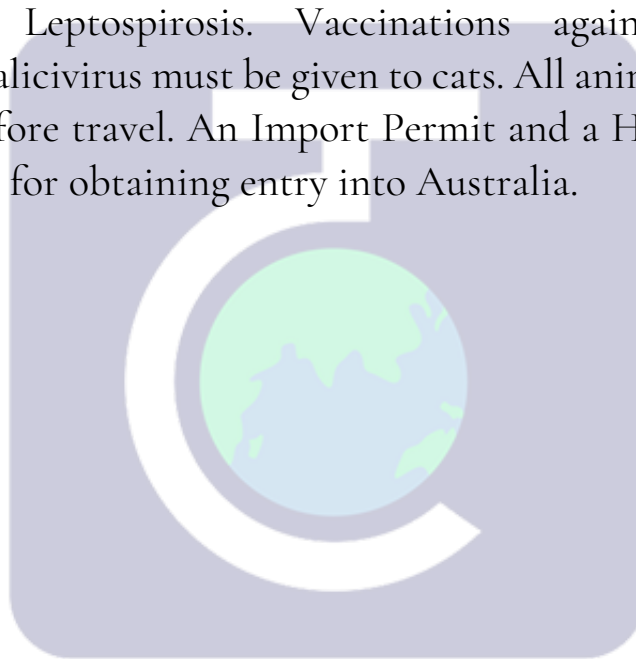 Leptospirosis. Vaccinations again
alicivirus must be given to cats. All anim
fore travel. An Import Permit and a H
for obtaining entry into Australia.